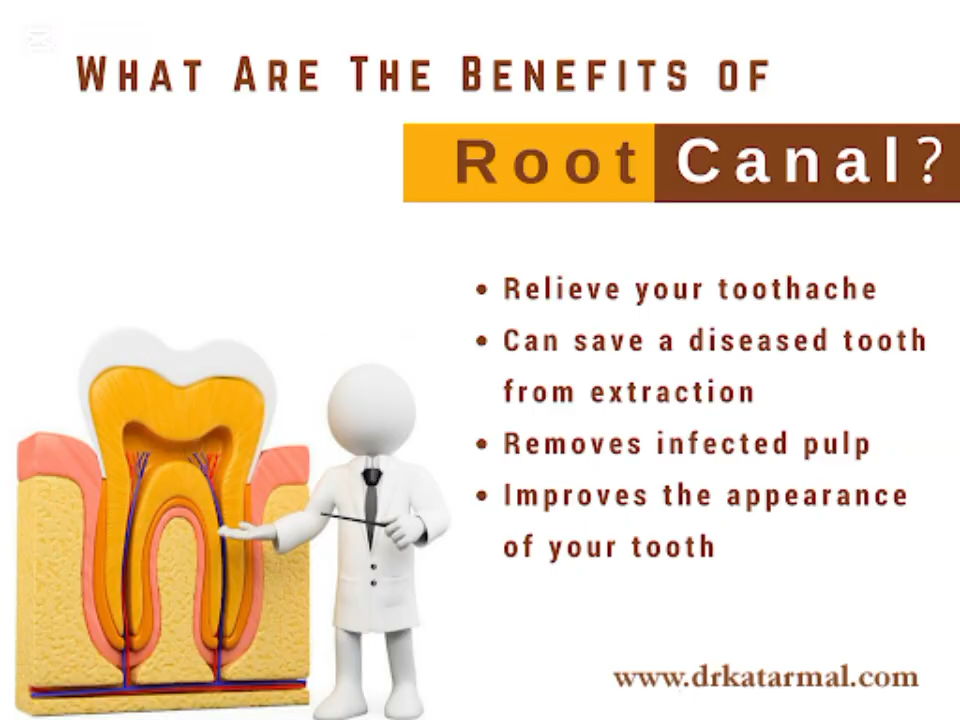 What Are The Benefits of
Root Canal?
• Relieve your toothache
• Can save a diseased tooth
from extraction
• Removes infected pulp
• Improves the appearance
of your tooth
www.drkatarmal.com